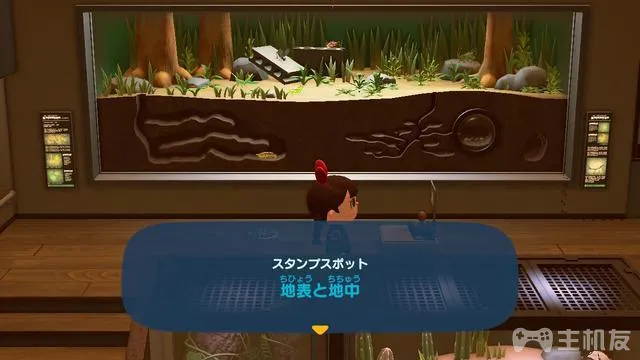 スタンプスポット
ちひょう ちちゅう
地表と地中
主机友